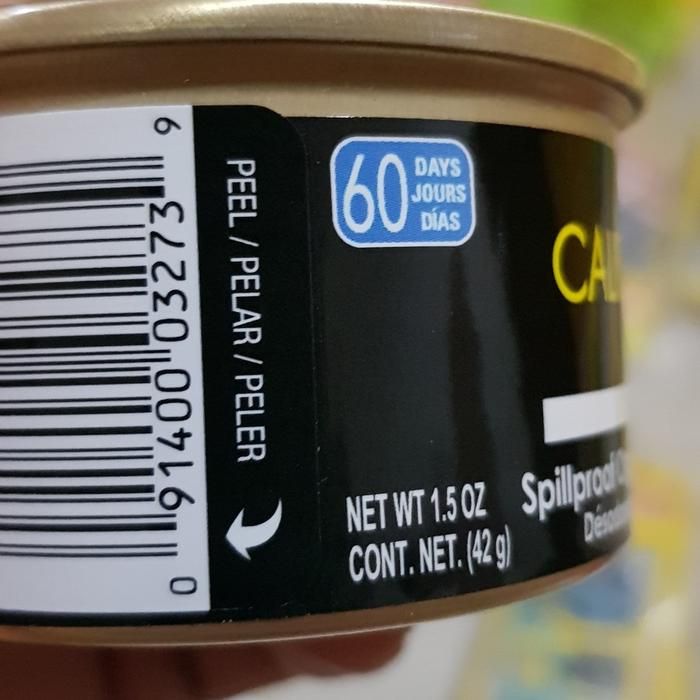 0 91400 03273 9
PEEL / PELAR / PELER
60
DAYS
JOURS
DÍAS
NET WT 1.5 OZ
CONT. NET. (42 g)
Spillproof